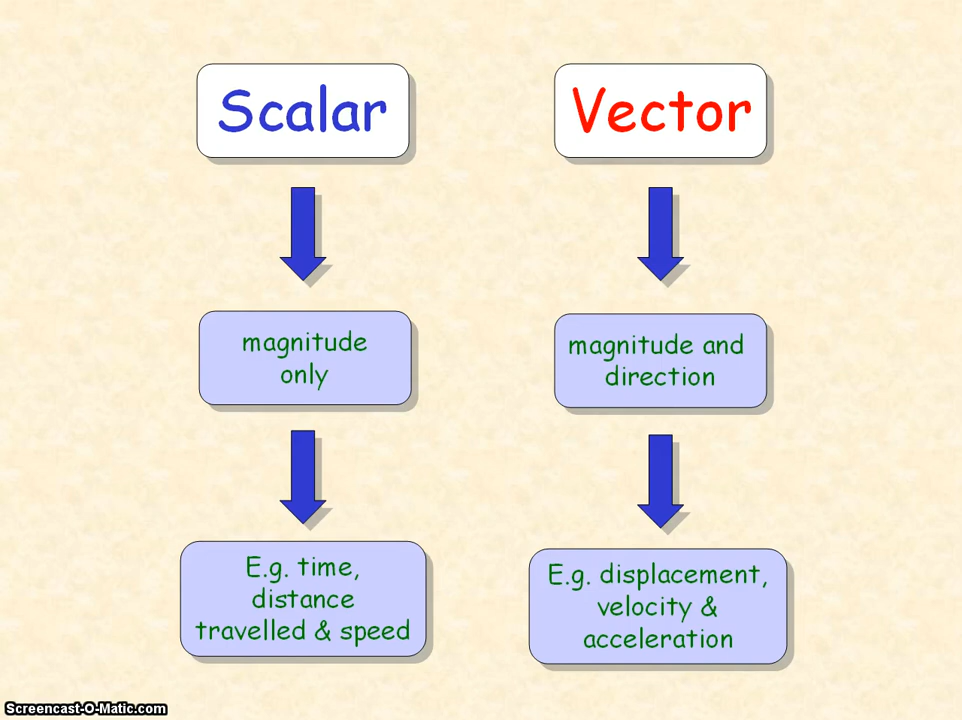 Scalar
Vector
magnitude
only
magnitude and
direction
E.g. time,
distance
travelled & speed
E.g. displacement,
velocity &
acceleration
Screencast-O-Matic.com